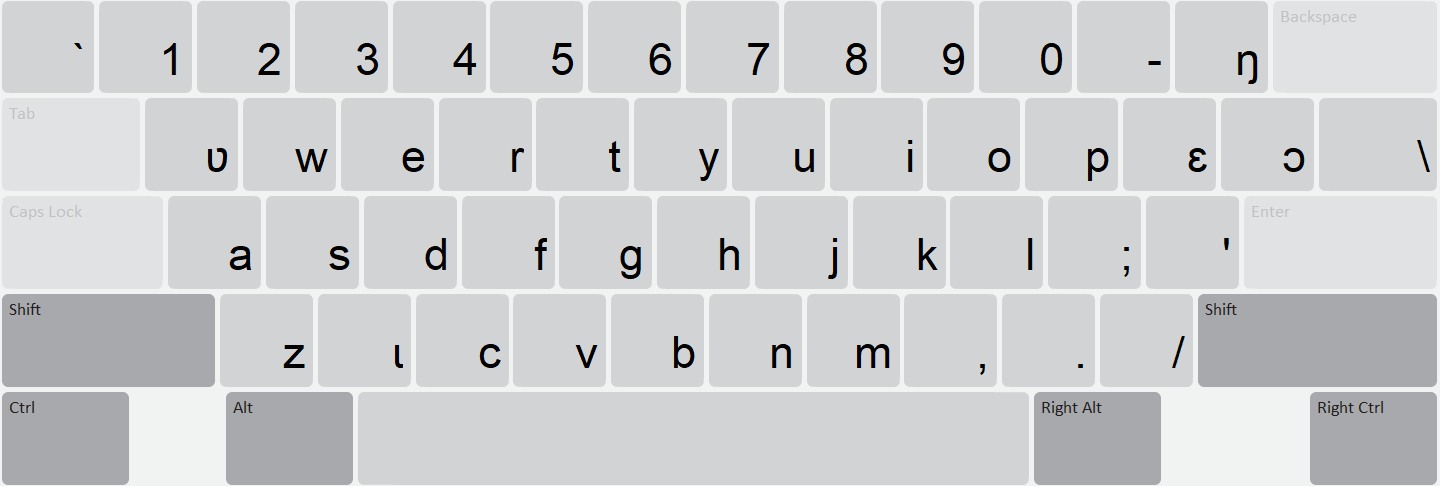 ` 1 2 3 4 5 6 7 8 9 0 - ŋ Backspace
Tab ʋ w e r t y u i o p ɛ ɔ \
Caps Lock a s d f g h j k l ; ' Enter
Shift z ɩ c v b n m , . / Shift
Ctrl Alt Right Alt Right Ctrl